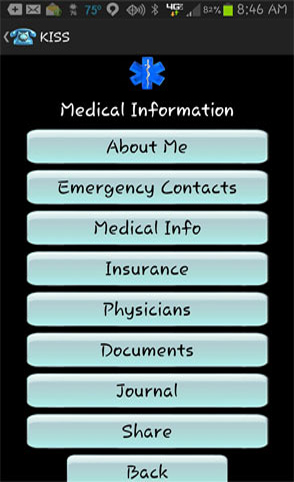 75° 4G 82% 8:46 AM
KISS
Medical Information
About Me
Emergency Contacts
Medical Info
Insurance
Physicians
Documents
Journal
Share
Back